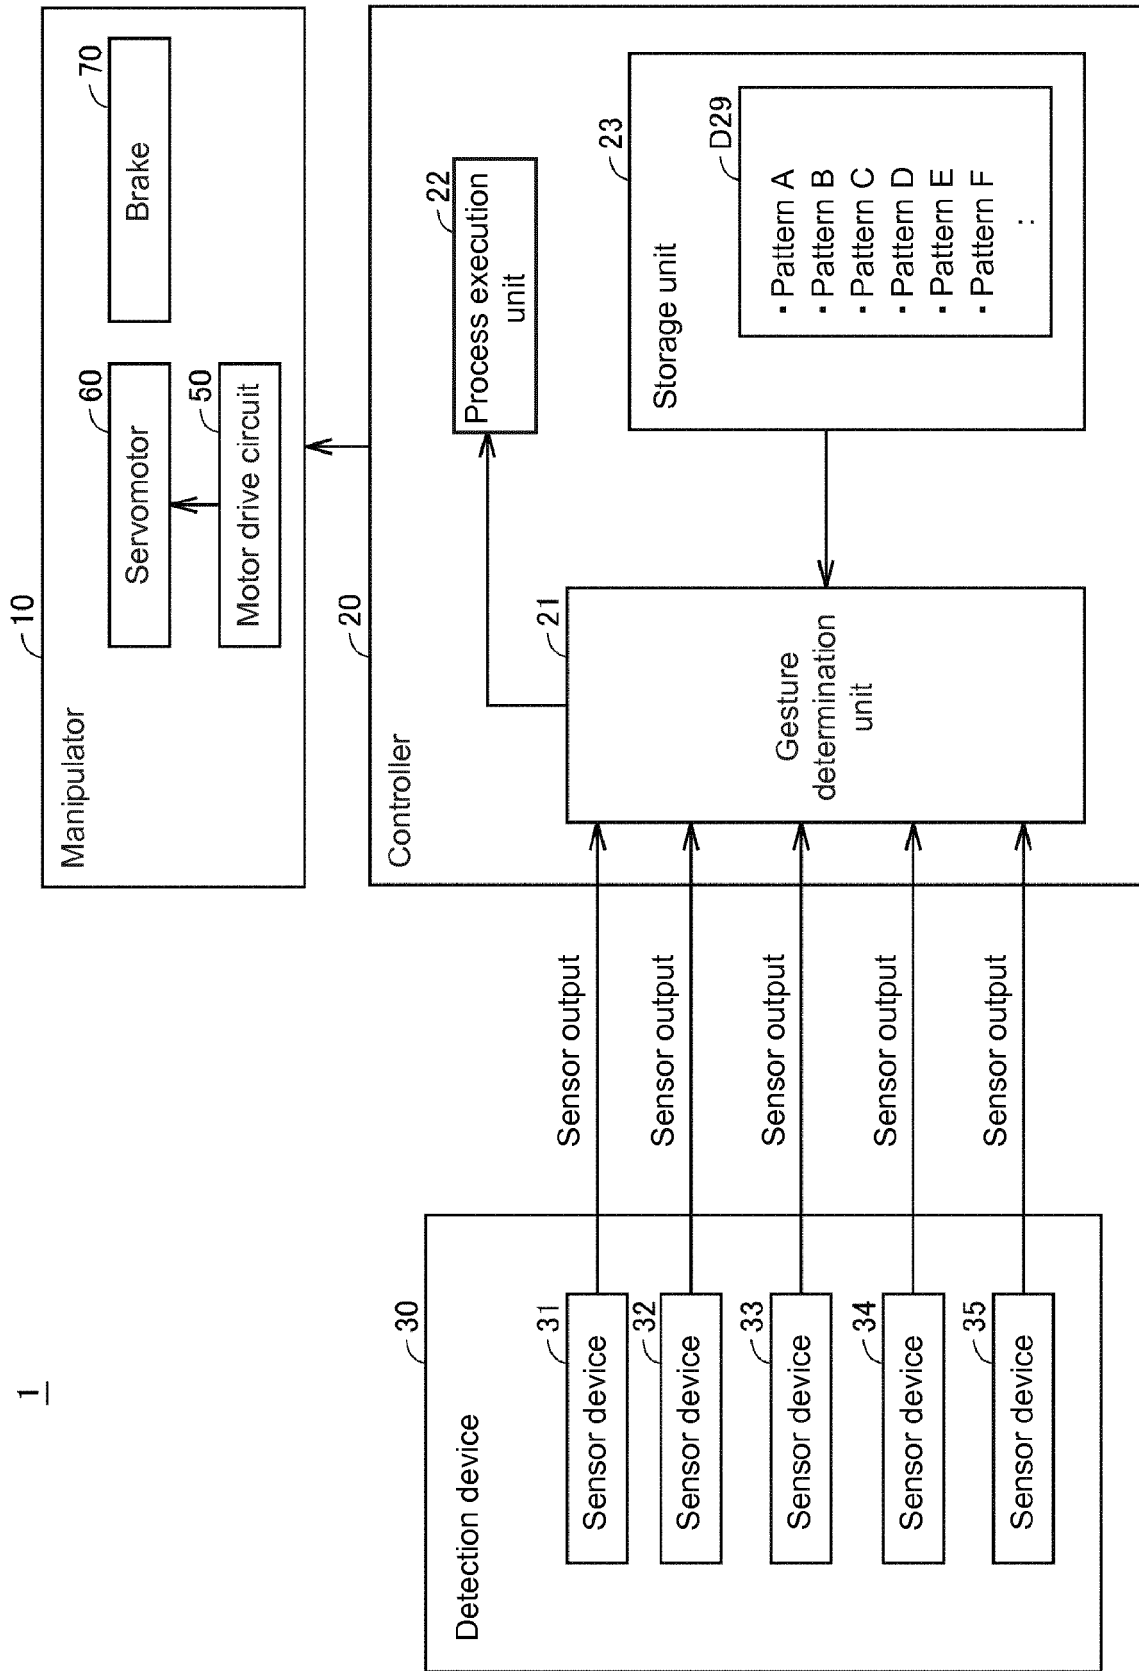 1
10
Manipulator
60
Servomotor
50
Motor drive circuit
70
Brake
30
Detection device
31
Sensor device
32
Sensor device
33
Sensor device
34
Sensor device
35
Sensor device
Sensor output
Sensor output
Sensor output
Sensor output
Sensor output
20
Controller
21
Gesture
determination
unit
22
Process execution
unit
23
Storage unit
D29
▪ Pattern A
▪ Pattern B
▪ Pattern C
▪ Pattern D
▪ Pattern E
▪ Pattern F
: